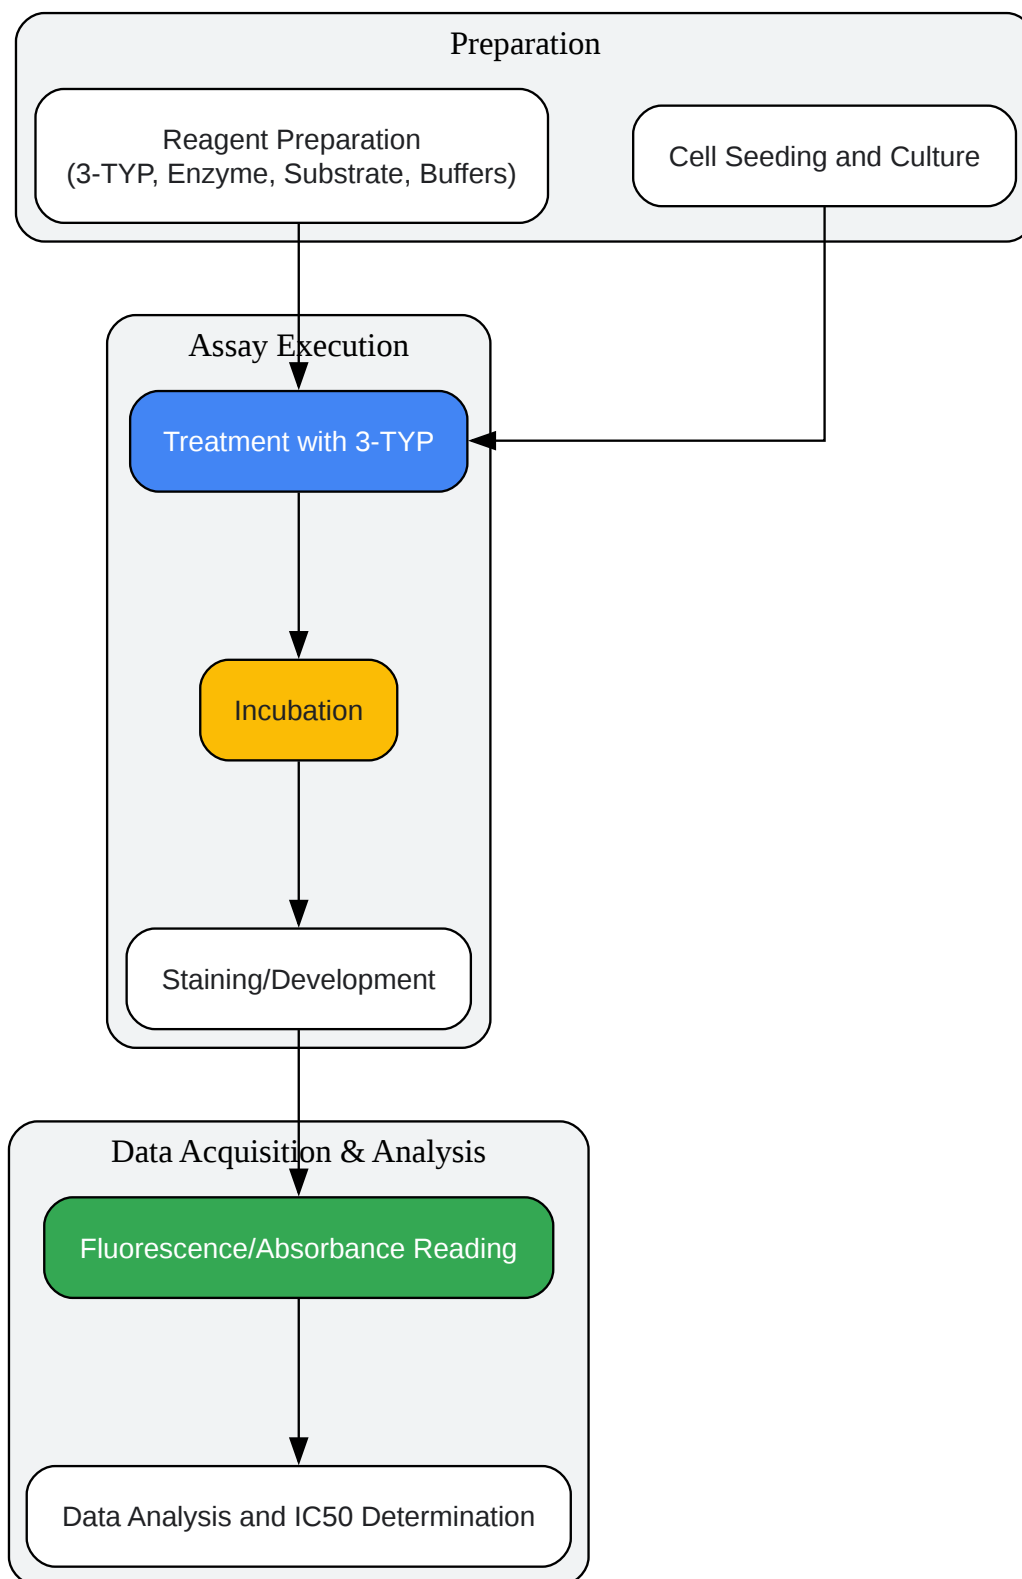 Preparation
Reagent Preparation
(3-TYP, Enzyme, Substrate, Buffers)
Cell Seeding and Culture
Assay Execution
Treatment with 3-TYP
Incubation
Staining/Development
Data Acquisition & Analysis
Fluorescence/Absorbance Reading
Data Analysis and IC50 Determination